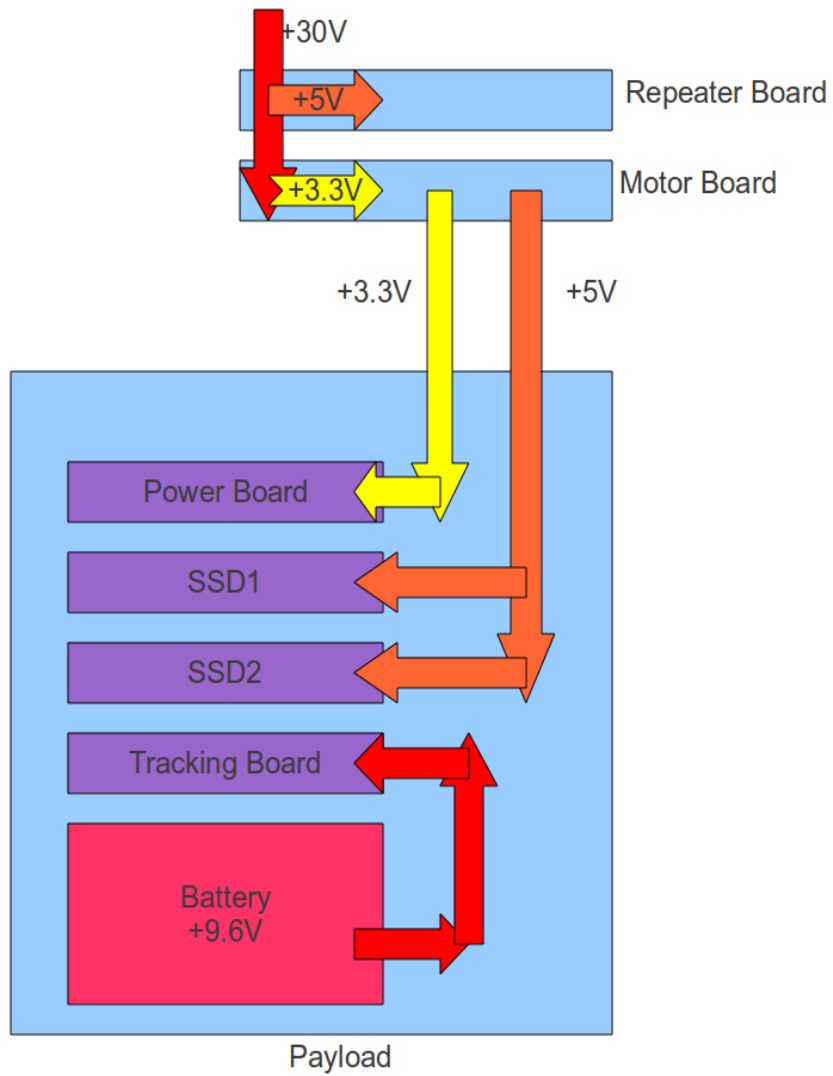 +30V
+5V
Repeater Board
+3.3V
Motor Board
+3.3V
+5V
Power Board
SSD1
SSD2
Tracking Board
Battery
+9.6V
Payload